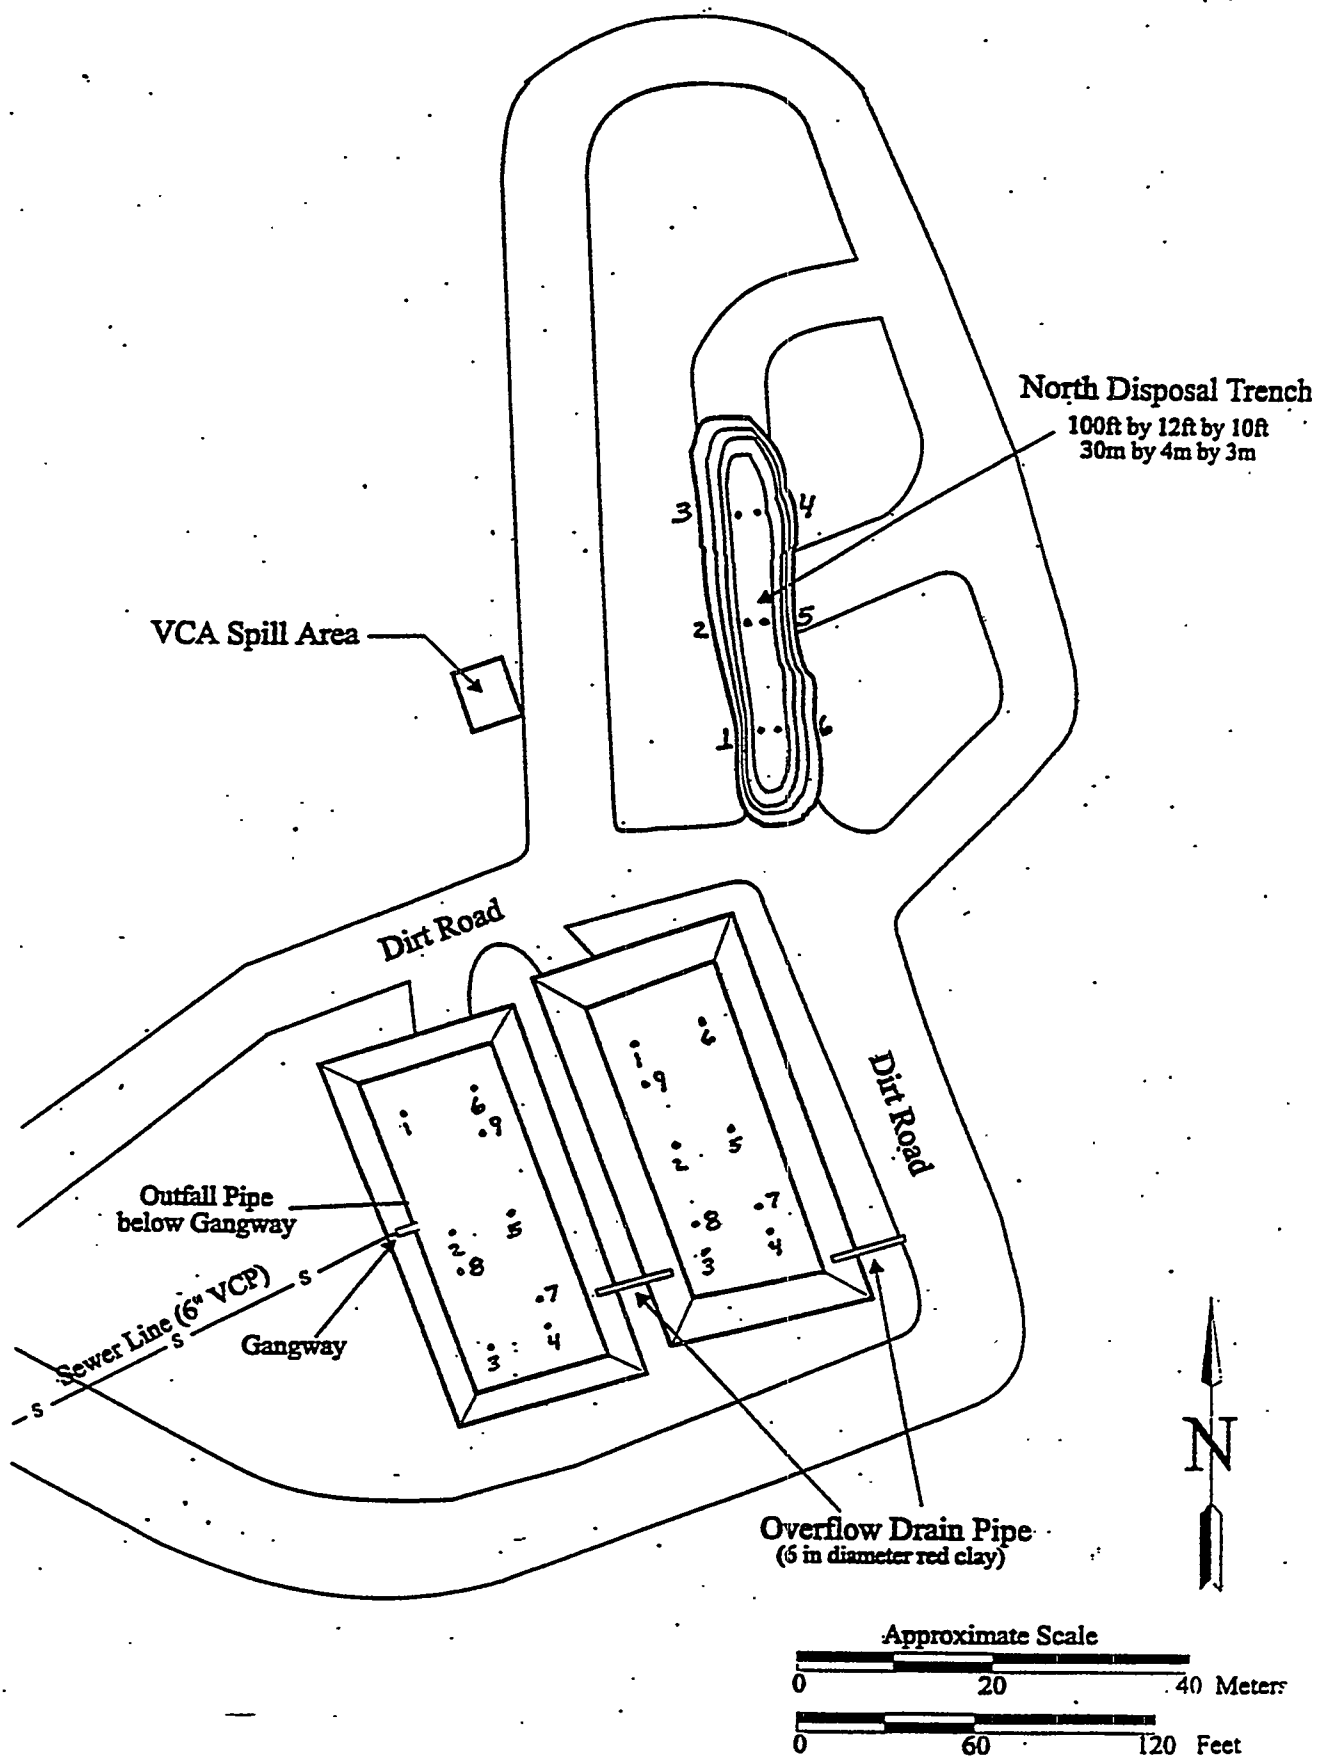 North Disposal Trench
100ft by 12ft by 10ft
30m by 4m by 3m
3
4
2
5
1
6
VCA Spill Area
Dirt Road
Dirt Road
1
6
9
2
5
8
7
3
4
1
6
9
2
5
8
7
3
4
Outfall Pipe
below Gangway
Sewer Line (6" VCP)
s
s
s
Gangway
Overflow Drain Pipe
(6 in diameter red clay)
N
Approximate Scale
0 20 40 Meters
0 60 120 Feet